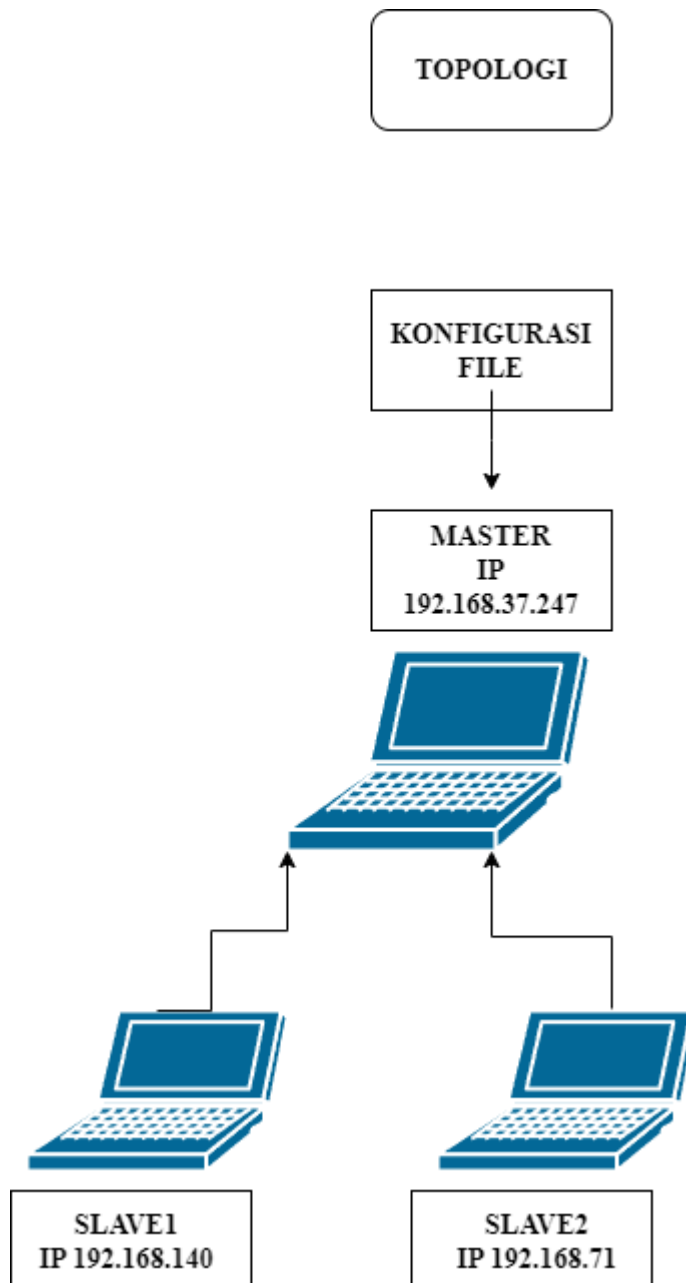 TOPOLOGI
KONFIGURASI
FILE
MASTER
IP
192.168.37.247
SLAVE1
IP 192.168.140
SLAVE2
IP 192.168.71